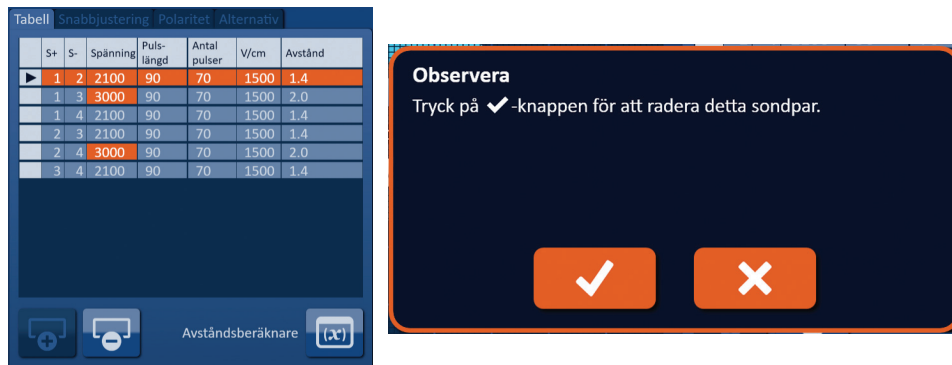 Tabell Snabbjustering Polaritet Alternativ
S+ S- Spänning Puls- längd Antal pulser V/cm Avstånd
1 2 2100 90 70 1500 1.4
1 3 3000 90 70 1500 2.0
1 4 2100 90 70 1500 1.4
2 3 2100 90 70 1500 1.4
2 4 3000 90 70 1500 2.0
3 4 2100 90 70 1500 1.4
Avståndsberäknare (x)
Observera
Tryck på ✔-knappen för att radera detta sondpar.